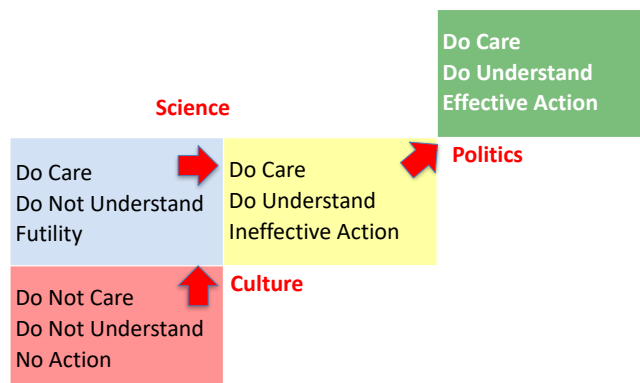 Do Care
Do Understand
Effective Action
Science
Politics
Do Care
Do Not Understand
Futility
Do Care
Do Understand
Ineffective Action
Culture
Do Not Care
Do Not Understand
No Action